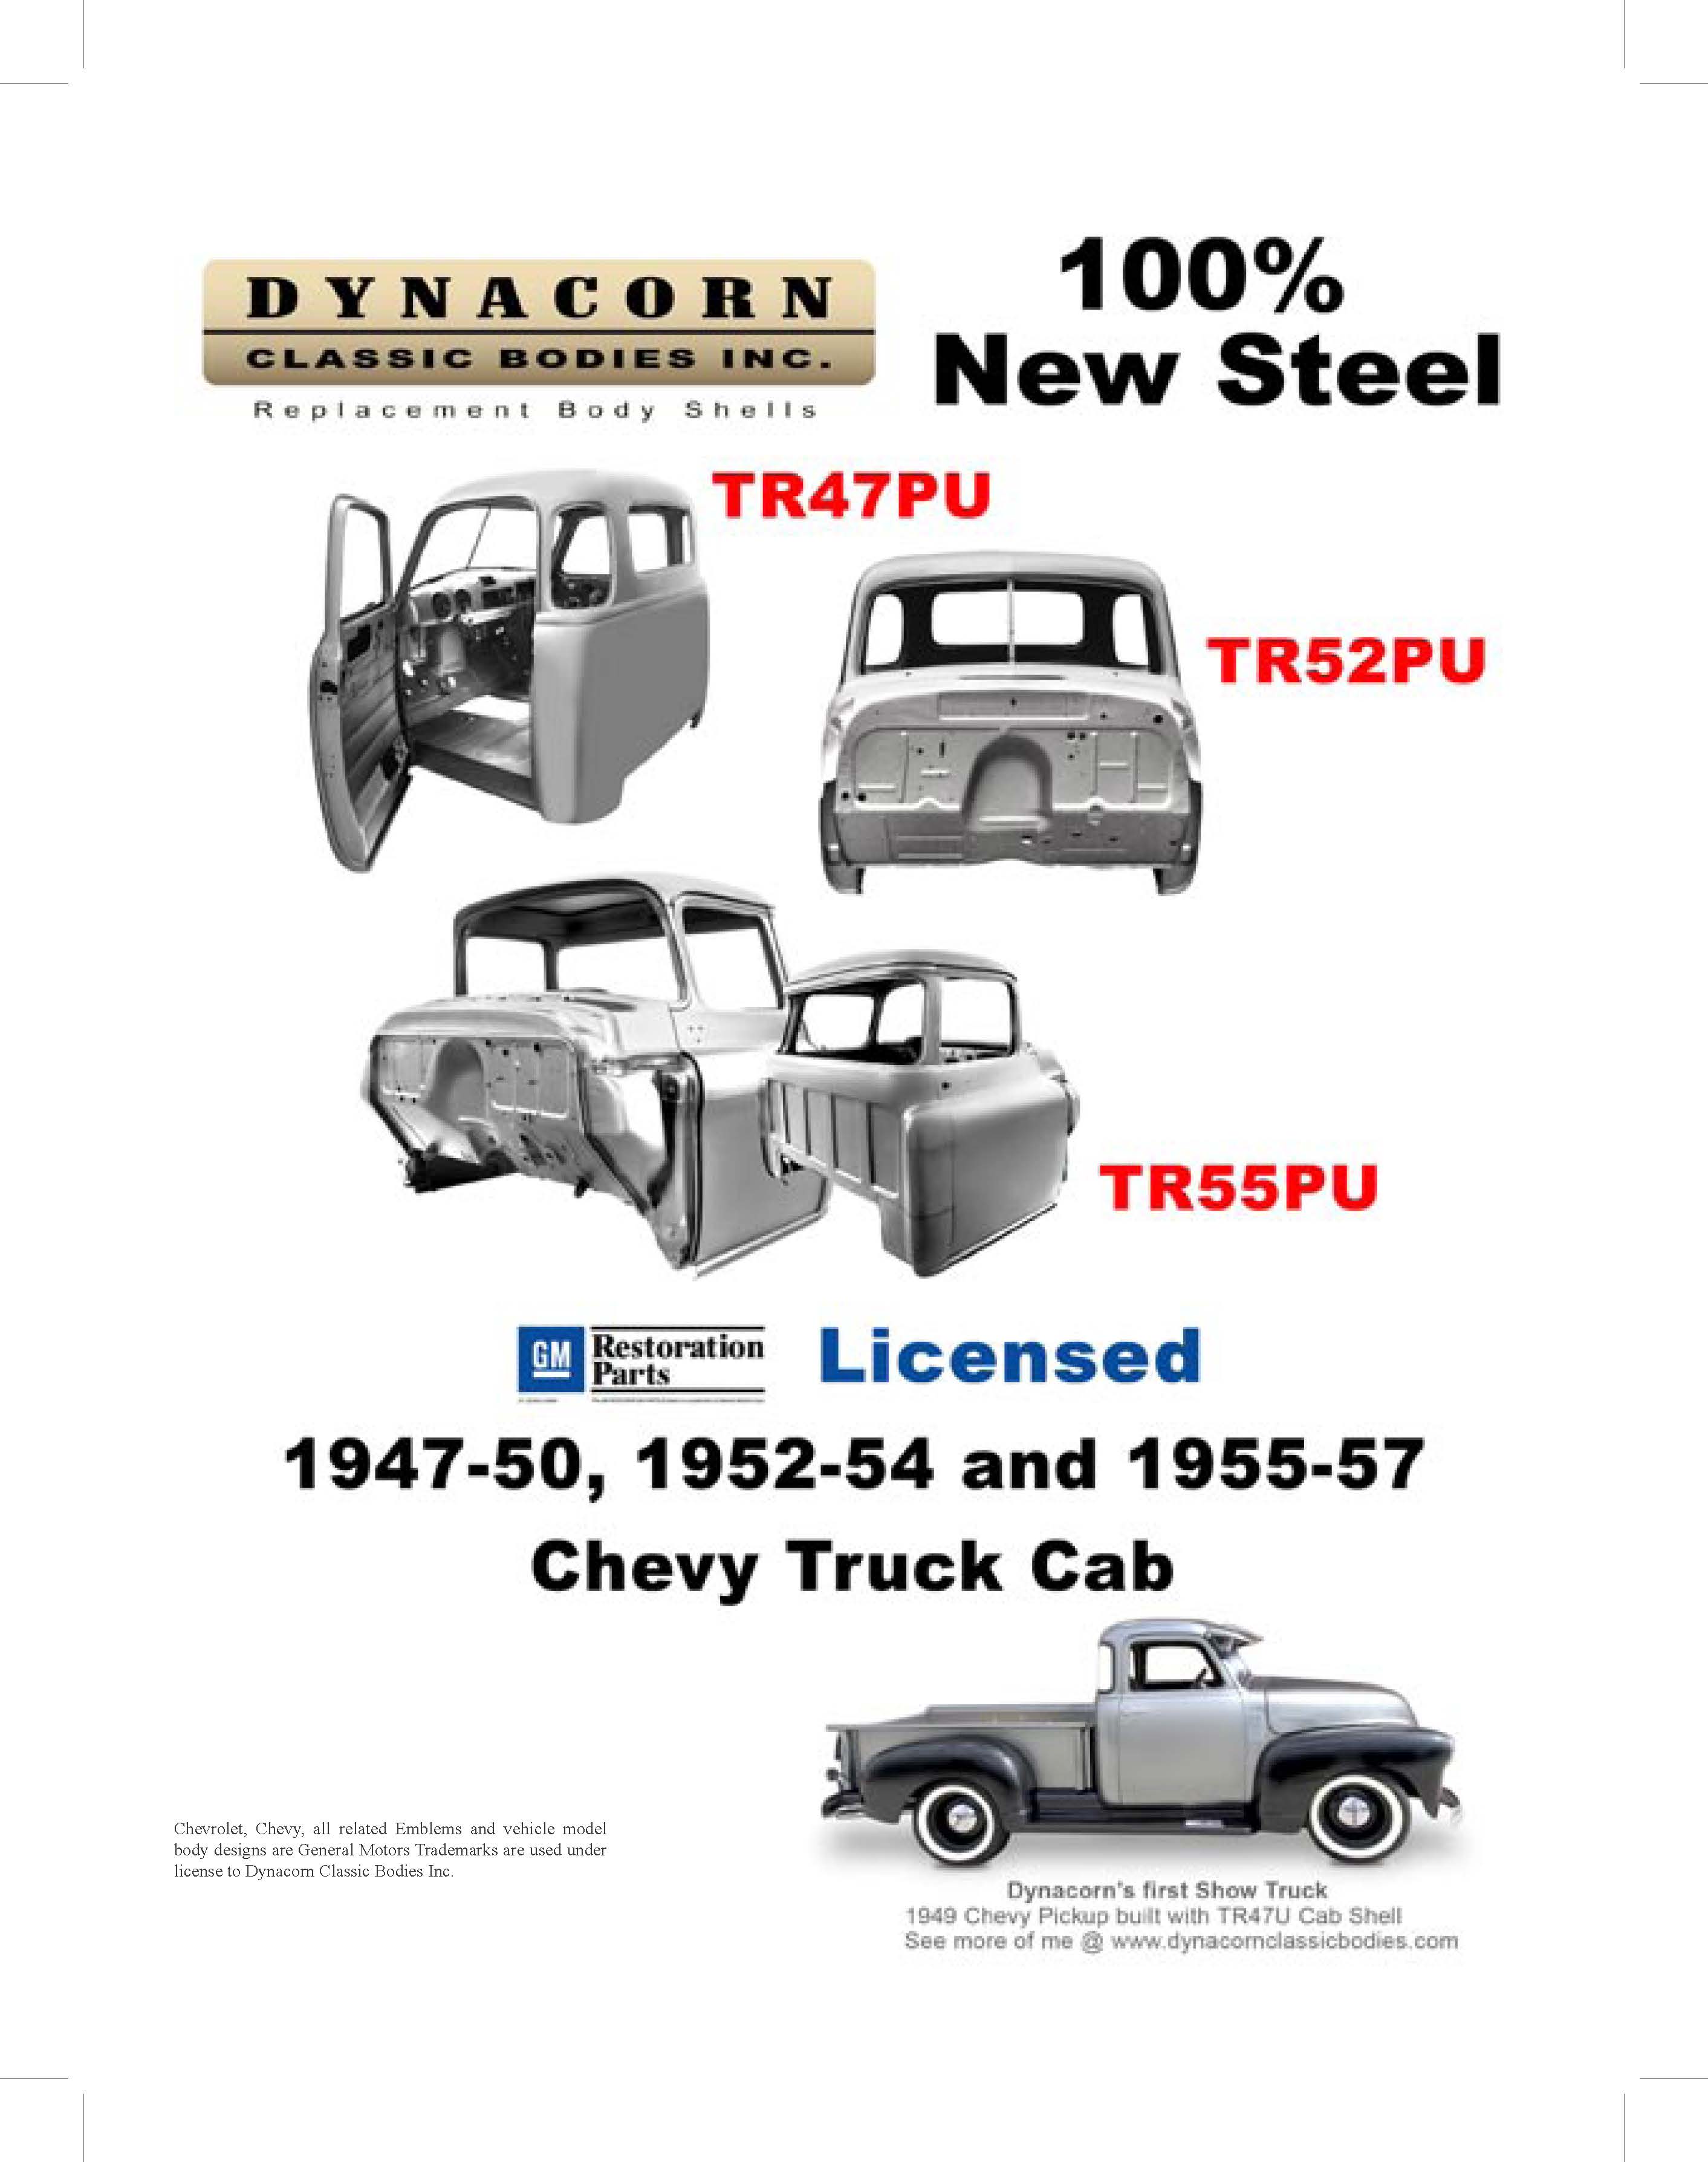 DYNACORN
CLASSIC BODIES INC.
Replacement Body Shells
100%
New Steel
TR47PU
TR52PU
TR55PU
GM
Restoration
Parts
Licensed
1947-50, 1952-54 and 1955-57
Chevy Truck Cab
Chevrolet, Chevy, all related Emblems and vehicle model
body designs are General Motors Trademarks are used under
license to Dynacorn Classic Bodies Inc.
Dynacorn's first Show Truck
1949 Chevy Pickup built with TR47U Cab Shell
See more of me @ www.dynacornclassicbodies.com